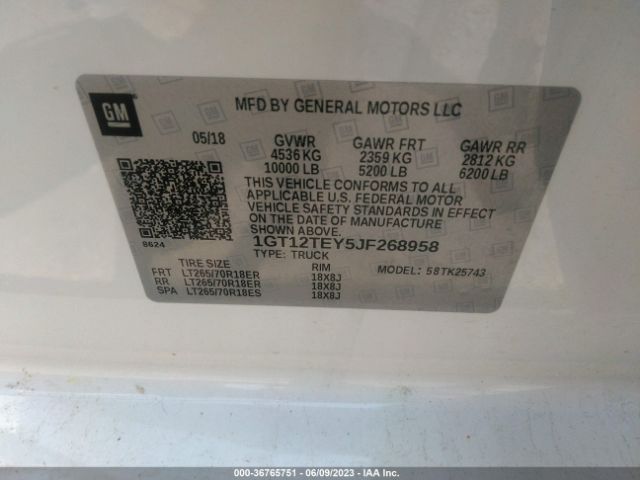 GM
MFD BY GENERAL MOTORS LLC
05/18 GVWR GAWR FRT GAWR RR
4536 KG 2359 KG 2812 KG
10000 LB 5200 LB 6200 LB
THIS VEHICLE CONFORMS TO ALL
APPLICABLE U.S. FEDERAL MOTOR
VEHICLE SAFETY STANDARDS IN EFFECT
ON THE DATE OF MANUFACTURE
SHOWN ABOVE.
8624 1GT12TEY5JF268958
TYPE: TRUCK MODEL: 58TK25743
TIRE SIZE RIM
FRT LT265/70R18ER 18X8J
RR LT265/70R18ER 18X8J
SPA LT265/70R18ES 18X8J
000-36765751 - 06/09/2023 - IAA Inc.